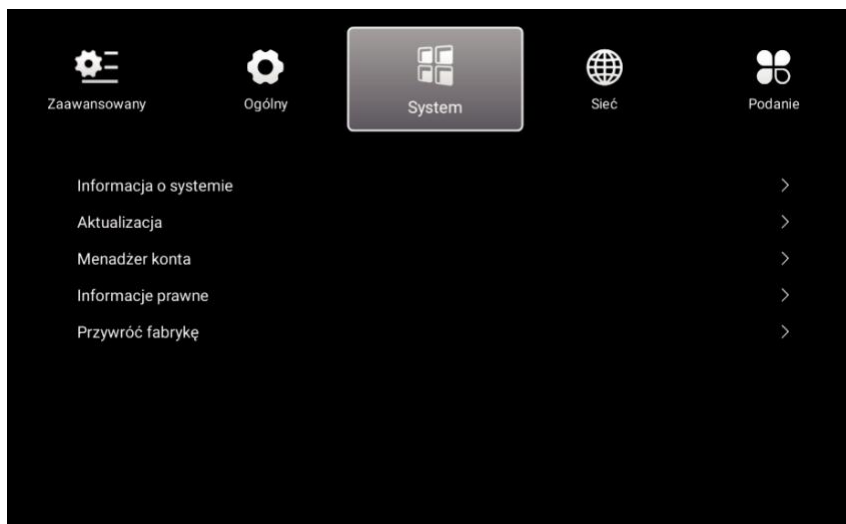 Zaawansowany
Ogólny
System
Sieć
Podanie
Informacja o systemie
Aktualizacja
Menadżer konta
Informacje prawne
Przywróć fabrykę